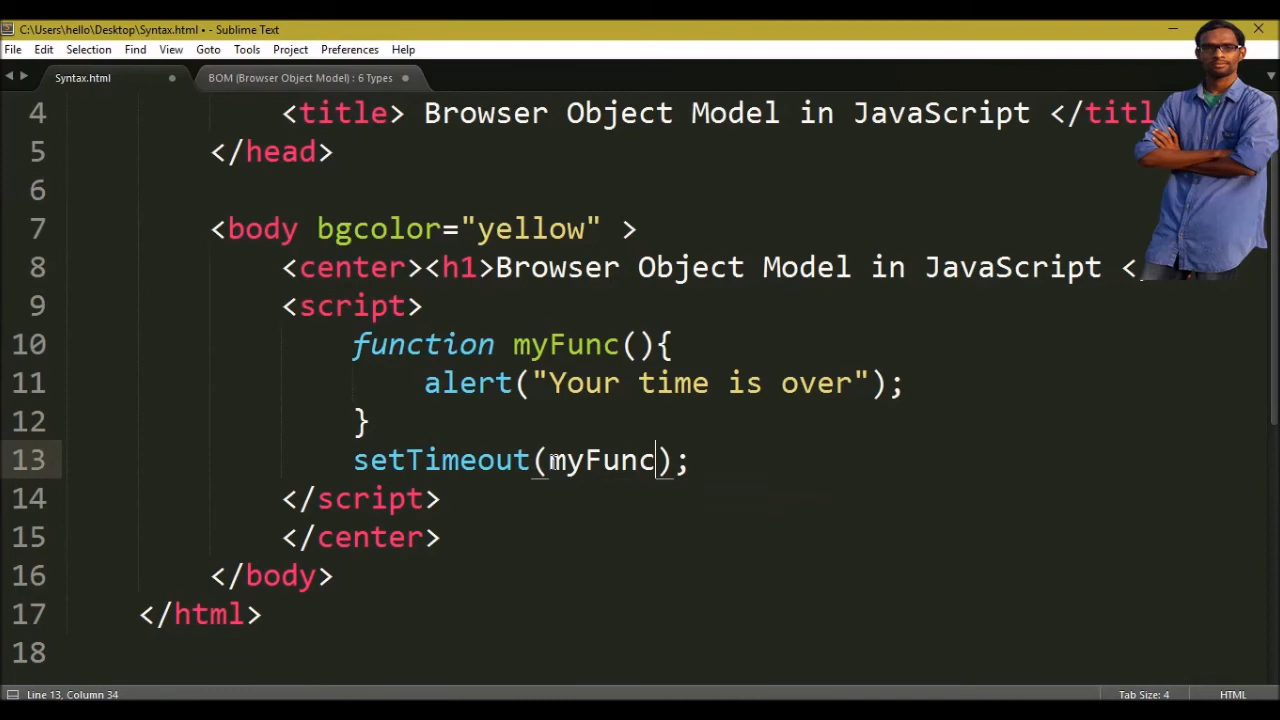 C:\Users\hello\Desktop\Syntax.html • - Sublime Text
File Edit Selection Find View Goto Tools Project Preferences Help
Syntax.html BOM (Browser Object Model) : 6 Types
4 <title> Browser Object Model in JavaScript </titl
5 </head>
6
7 <body bgcolor="yellow" >
8 <center><h1>Browser Object Model in JavaScript <
9 <script>
10 function myFunc(){
11 alert("Your time is over");
12 }
13 setTimeout(myFunc);
14 </script>
15 </center>
16 </body>
17 </html>
18
Line 13, Column 34 Tab Size: 4 HTML